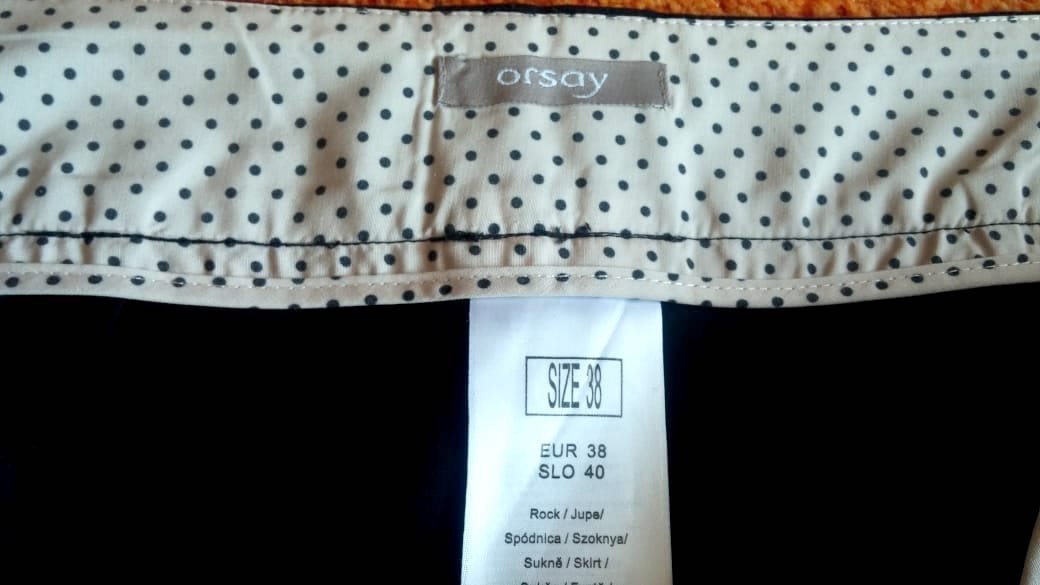 orsay
SIZE 38
EUR 38
SLO 40
Rock / Jupe/
Spódnica / Szoknya/
Sukně / Skirt /